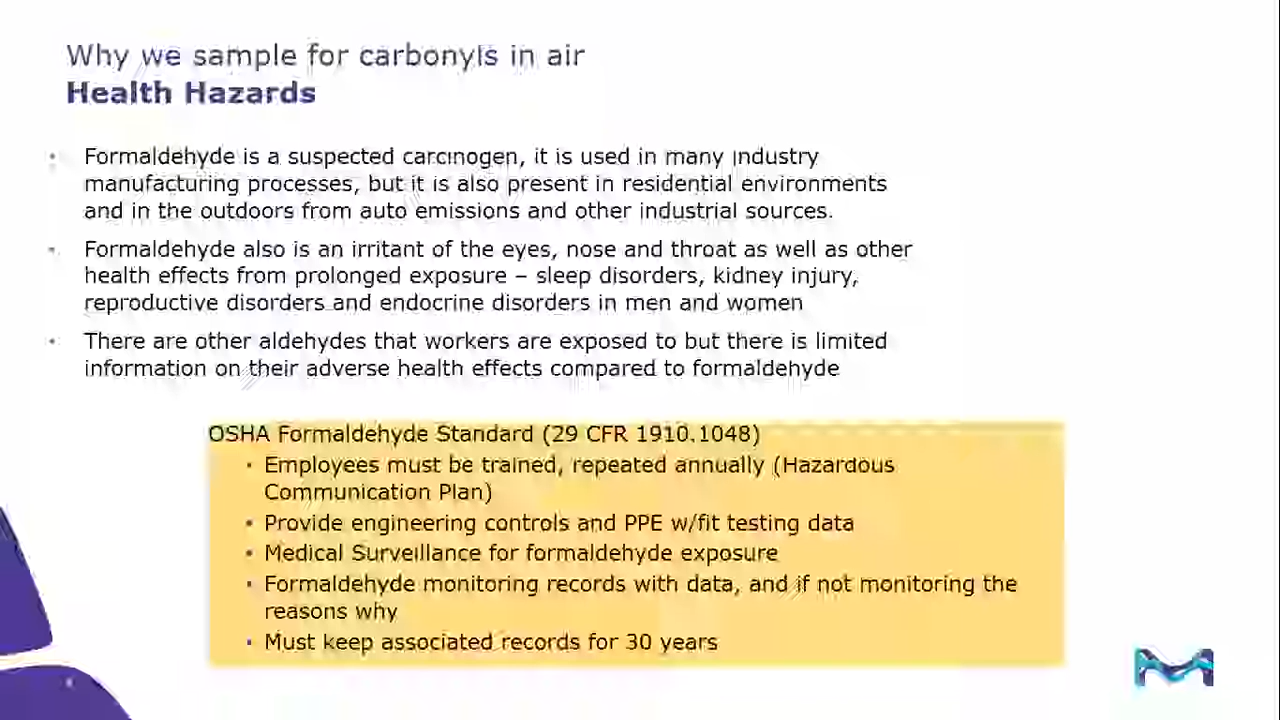 Why we sample for carbonyls in air
Health Hazards
• Formaldehyde is a suspected carcinogen, it is used in many industry
manufacturing processes, but it is also present in residential environments
and in the outdoors from auto emissions and other industrial sources.
• Formaldehyde also is an irritant of the eyes, nose and throat as well as other
health effects from prolonged exposure – sleep disorders, kidney injury,
reproductive disorders and endocrine disorders in men and women
• There are other aldehydes that workers are exposed to but there is limited
information on their adverse health effects compared to formaldehyde
OSHA Formaldehyde Standard (29 CFR 1910.1048)
• Employees must be trained, repeated annually (Hazardous
Communication Plan)
• Provide engineering controls and PPE w/fit testing data
• Medical Surveillance for formaldehyde exposure
• Formaldehyde monitoring records with data, and if not monitoring the
reasons why
• Must keep associated records for 30 years